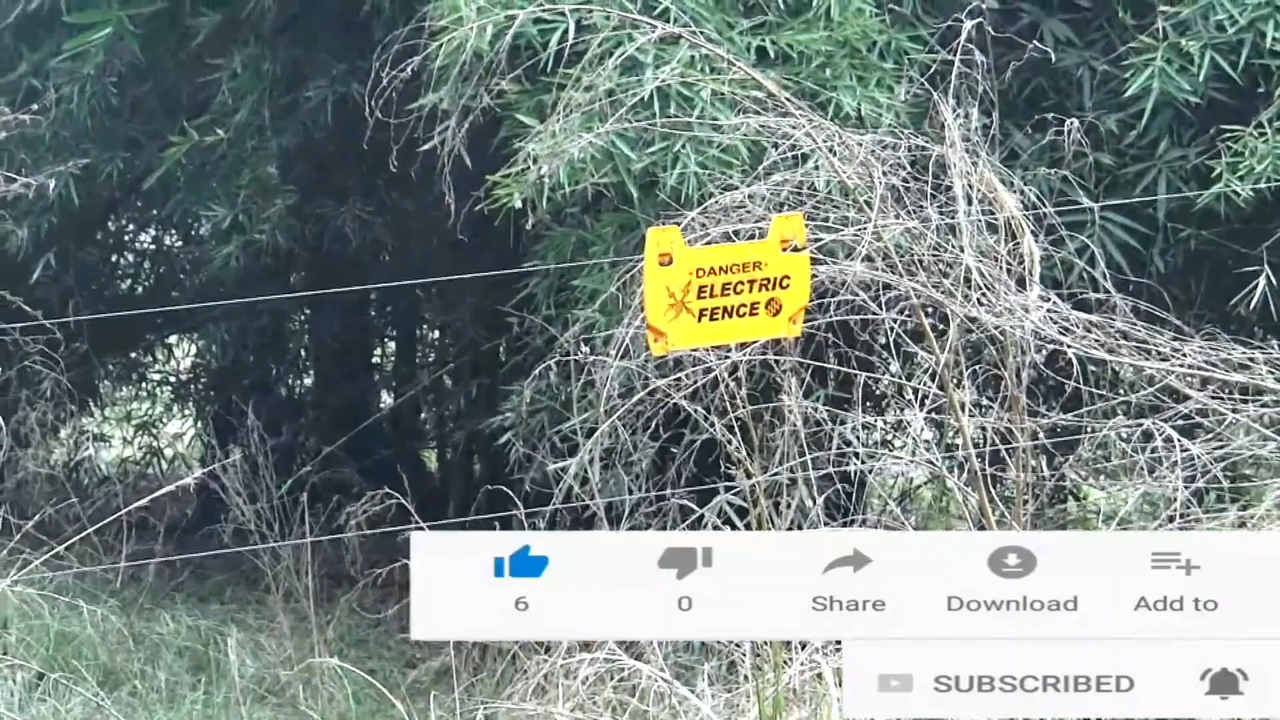 DANGER
ELECTRIC
FENCE
6
0
Share
Download
Add to
SUBSCRIBED